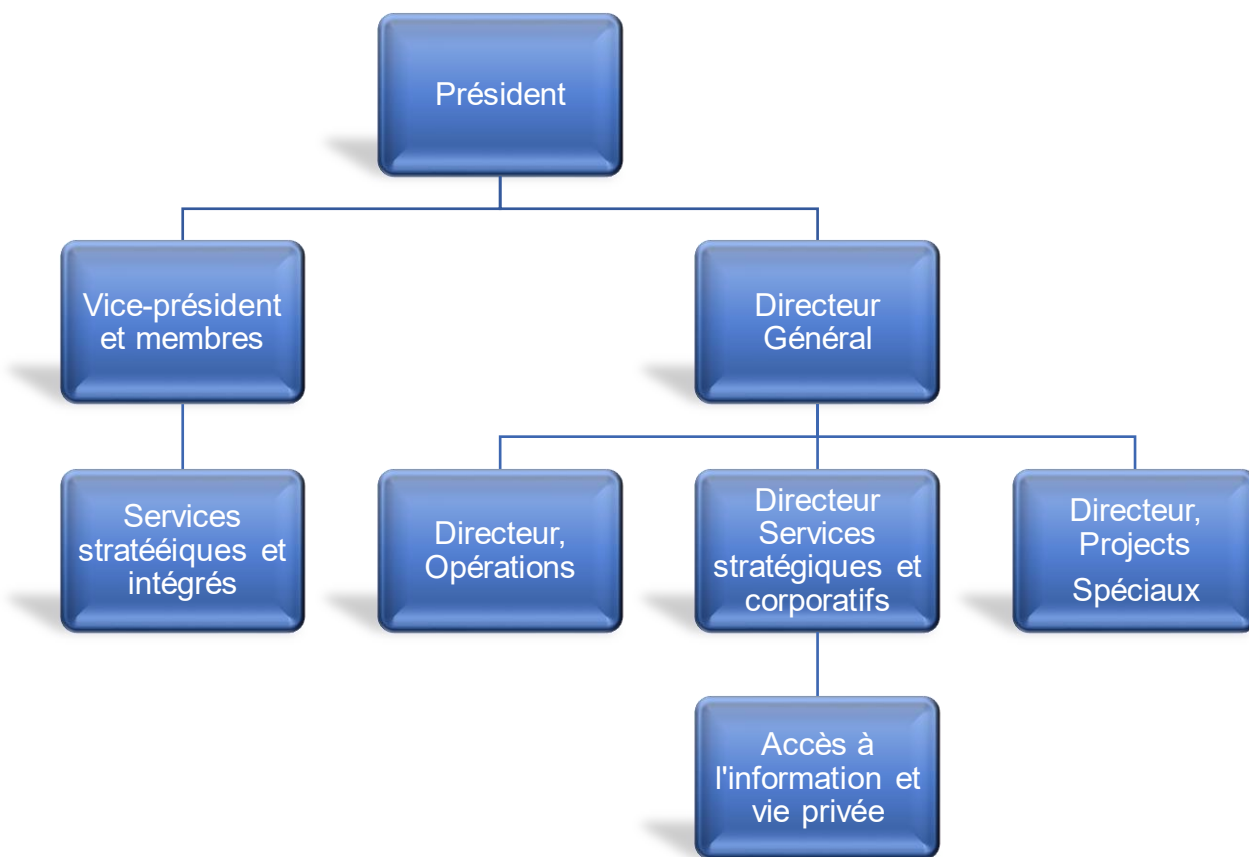 Président
Vice-président
et membres
Directeur
Général
Services
stratééiques et
intégrés
Directeur,
Opérations
Directeur
Services
stratégiques et
corporatifs
Directeur,
Projects
Spéciaux
Accès à
l'information et
vie privée